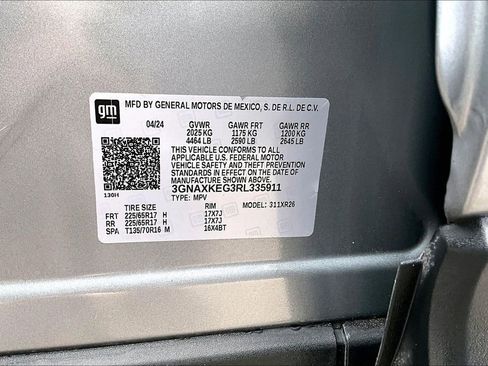 gm
MFD BY GENERAL MOTORS DE MEXICO, S. DE R.L. DE C.V.
04/24 GVWR GAWR FRT GAWR RR
2025 KG 1175 KG 1200 KG
4464 LB 2590 LB 2645 LB
THIS VEHICLE CONFORMS TO ALL
APPLICABLE U.S. FEDERAL MOTOR
VEHICLE SAFETY AND THEFT PREVENTION
STANDARDS IN EFFECT ON THE DATE OF
MANUFACTURE SHOWN ABOVE.
3GNAXKEG3RL335911
130H TYPE: MPV MODEL: 311XR26
TIRE SIZE RIM
FRT 225/65R17 H 17X7J
RR 225/65R17 H 17X7J
SPA T135/70R16 M 16X4BT